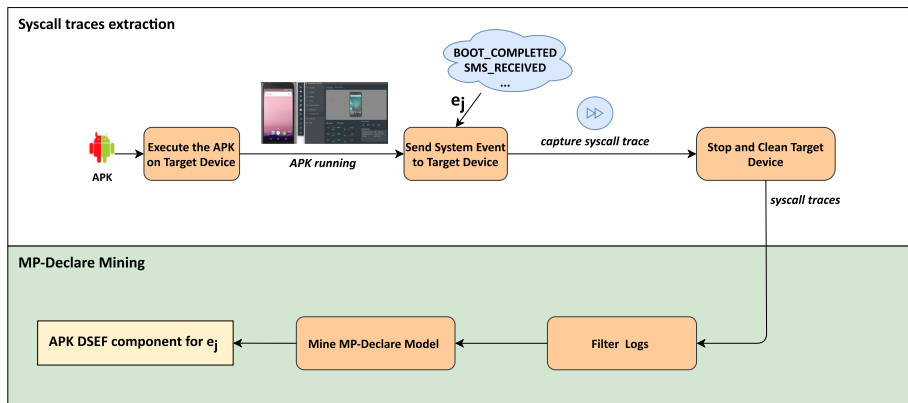 Syscall traces extraction
BOOT_COMPLETED
SMS_RECEIVED
...
ej
APK
Execute the APK
on Target Device
APK running
Send System Event
to Target Device
capture syscall trace
Stop and Clean Target
Device
syscall traces
MP-Declare Mining
APK DSEF component for ej
Mine MP-Declare Model
Filter Logs